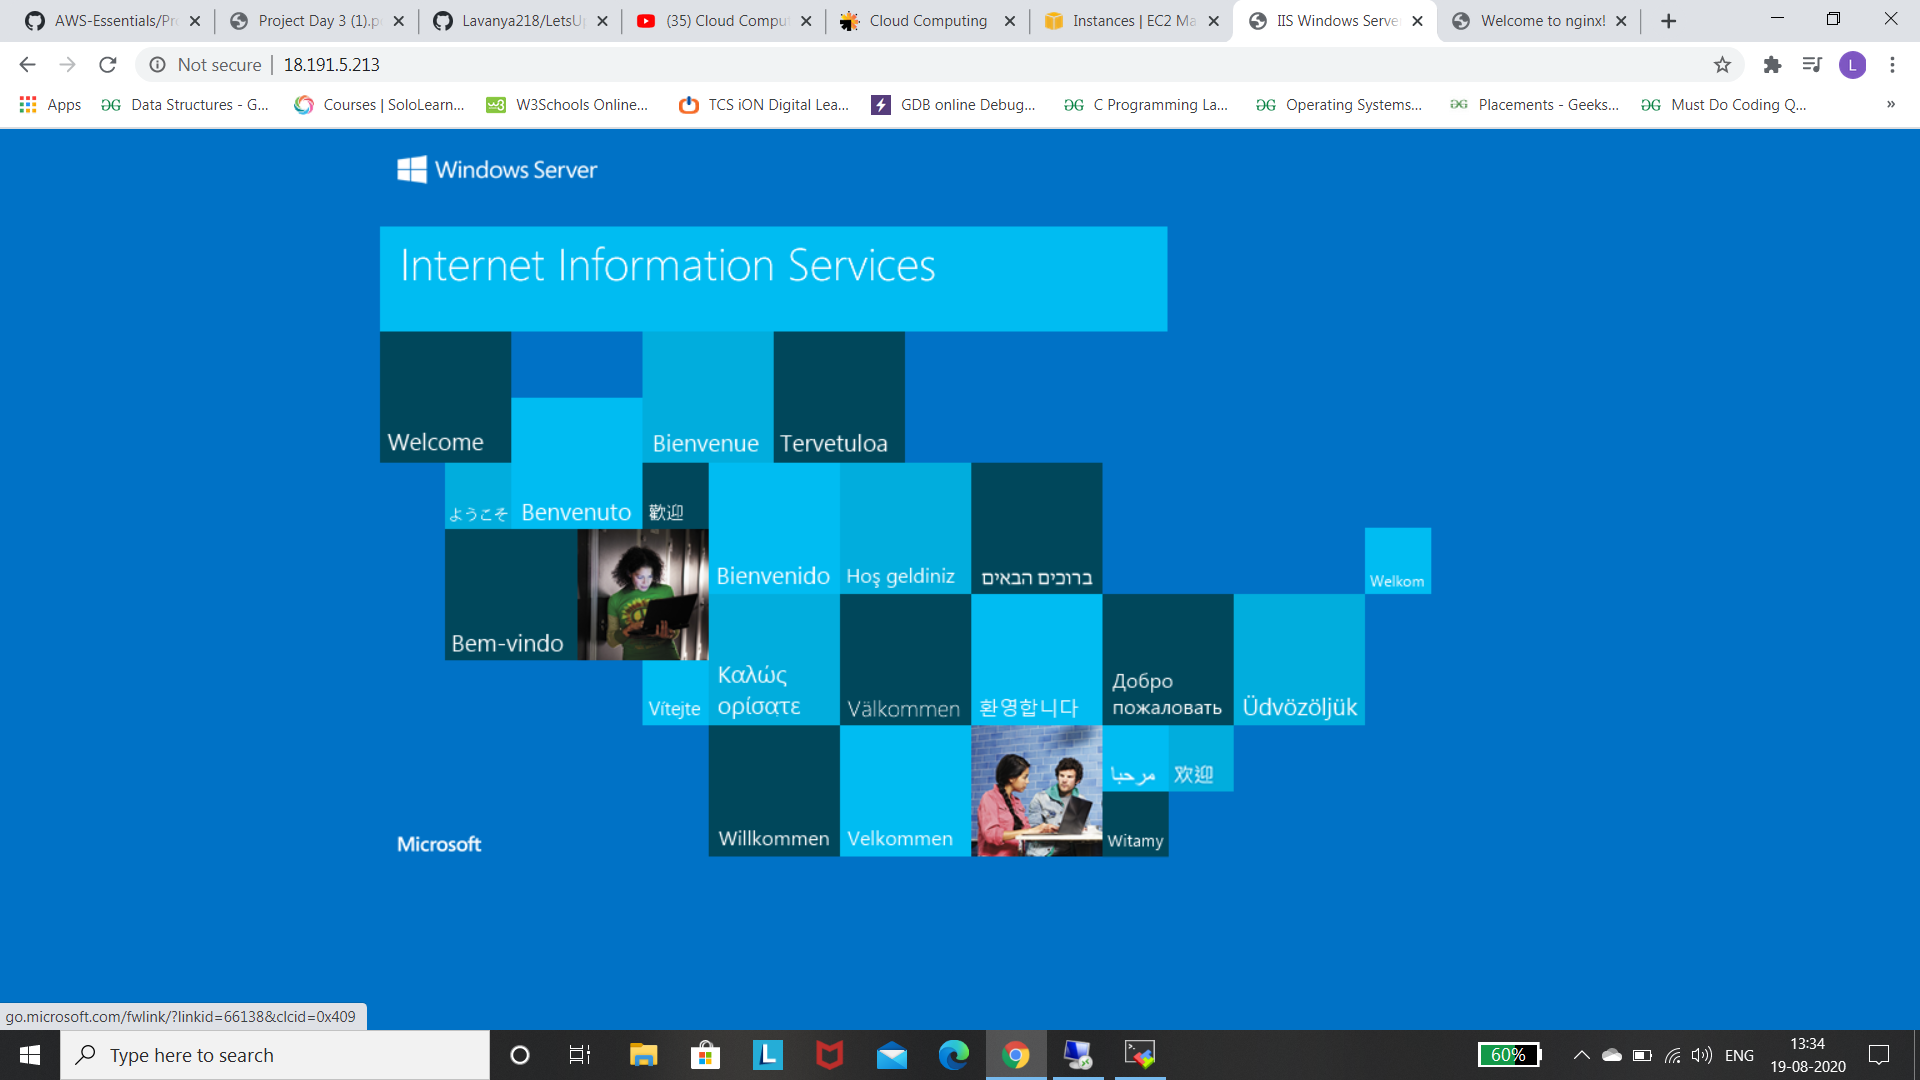 AWS-Essentials/Pr
Project Day 3 (1).p
Lavanya218/LetsU
(35) Cloud Compu
Cloud Computing
Instances | EC2 Ma
IIS Windows Serve
Welcome to nginx!
Not secure
18.191.5.213
L
Apps
Data Structures - G...
Courses | SoloLearn...
W3Schools Online...
TCS iON Digital Lea...
GDB online Debug...
C Programming La...
Operating Systems...
Placements - Geeks...
Must Do Coding Q...
»
Windows Server
Internet Information Services
Welcome
Bienvenue
Tervetuloa
ようこそ
Benvenuto
歡迎
Bienvenido
Hoş geldiniz
ברוכים הבאים
Welkom
Bem-vindo
Vítejte
Καλώς
ορίσατε
Välkommen
환영합니다
Добро
пожаловать
Üdvözöljük
Willkommen
Velkommen
مرحبا
欢迎
Witamy
Microsoft
go.microsoft.com/fwlink/?linkid=66138&clcid=0x409
Type here to search
L
60%
ENG
13:34
19-08-2020